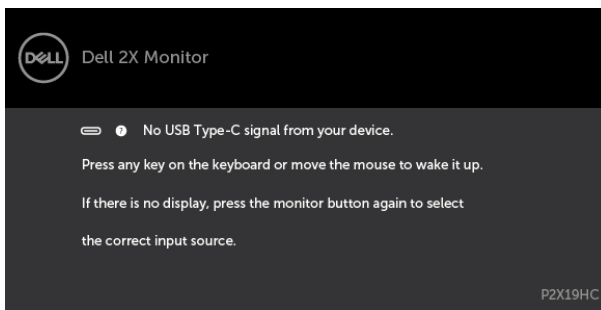 DELL
Dell 2X Monitor
? No USB Type-C signal from your device.
Press any key on the keyboard or move the mouse to wake it up.
If there is no display, press the monitor button again to select
the correct input source.
P2X19HC